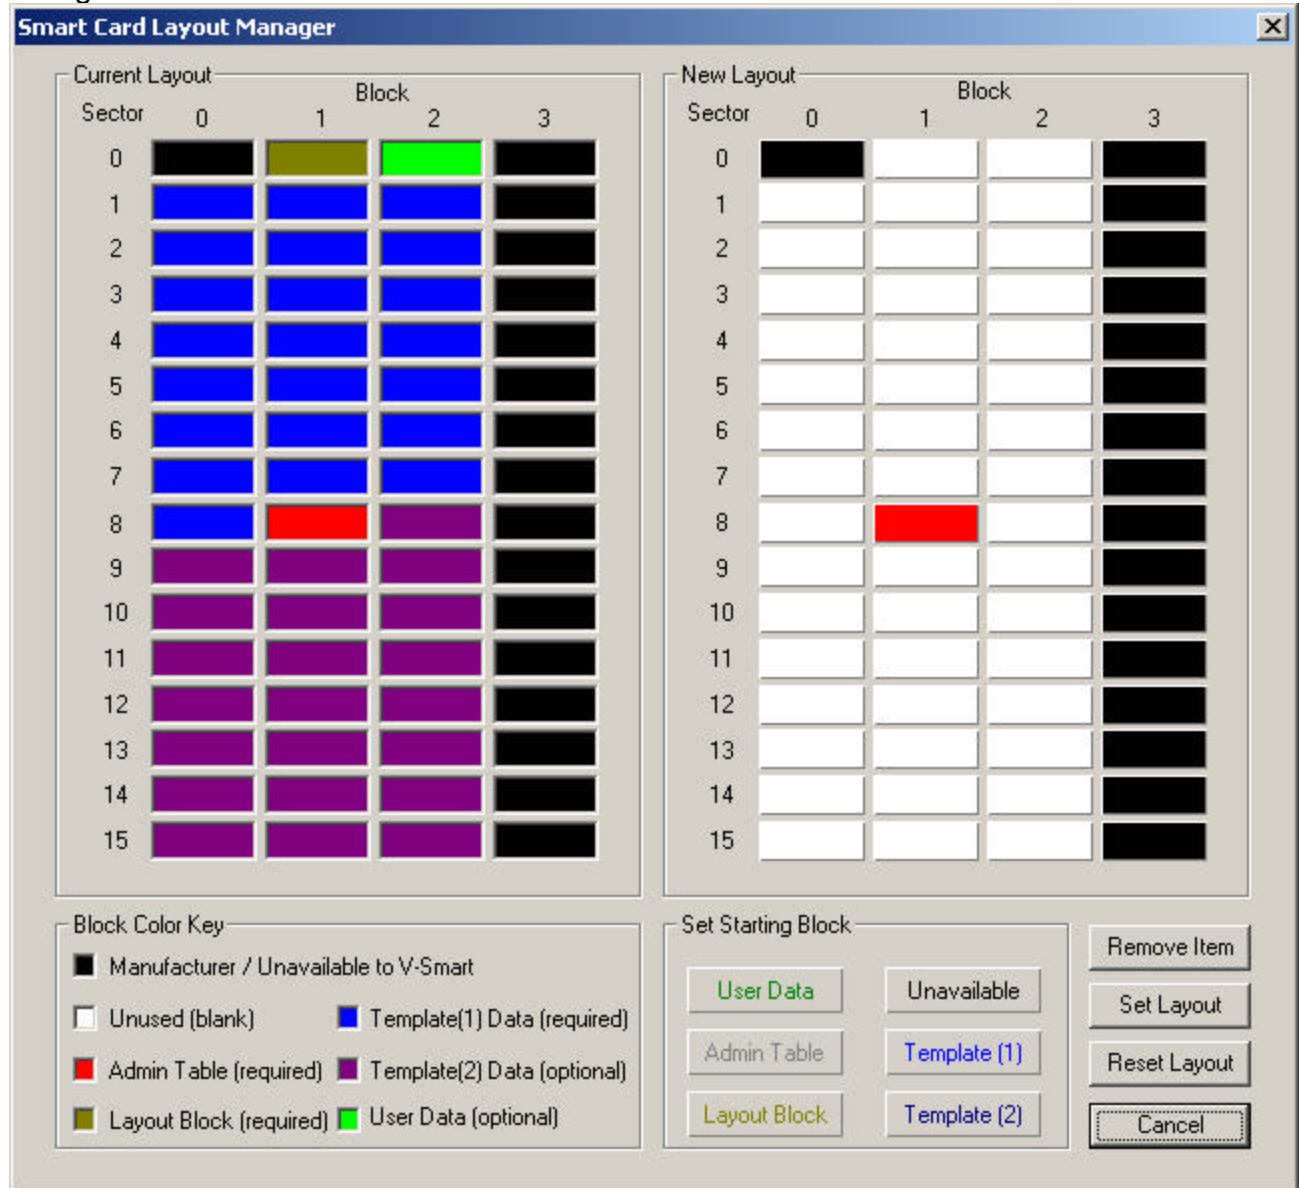 Smart Card Layout Manager
Current Layout
Block
Sector 0 1 2 3
0
1
2
3
4
5
6
7
8
9
10
11
12
13
14
15
New Layout
Block
Sector 0 1 2 3
0
1
2
3
4
5
6
7
8
9
10
11
12
13
14
15
Block Color Key
Manufacturer / Unavailable to V-Smart
Unused (blank) Template(1) Data (required)
Admin Table (required) Template(2) Data (optional)
Layout Block (required) User Data (optional)
Set Starting Block
User Data Unavailable
Admin Table Template (1)
Layout Block Template (2)
Remove Item
Set Layout
Reset Layout
Cancel